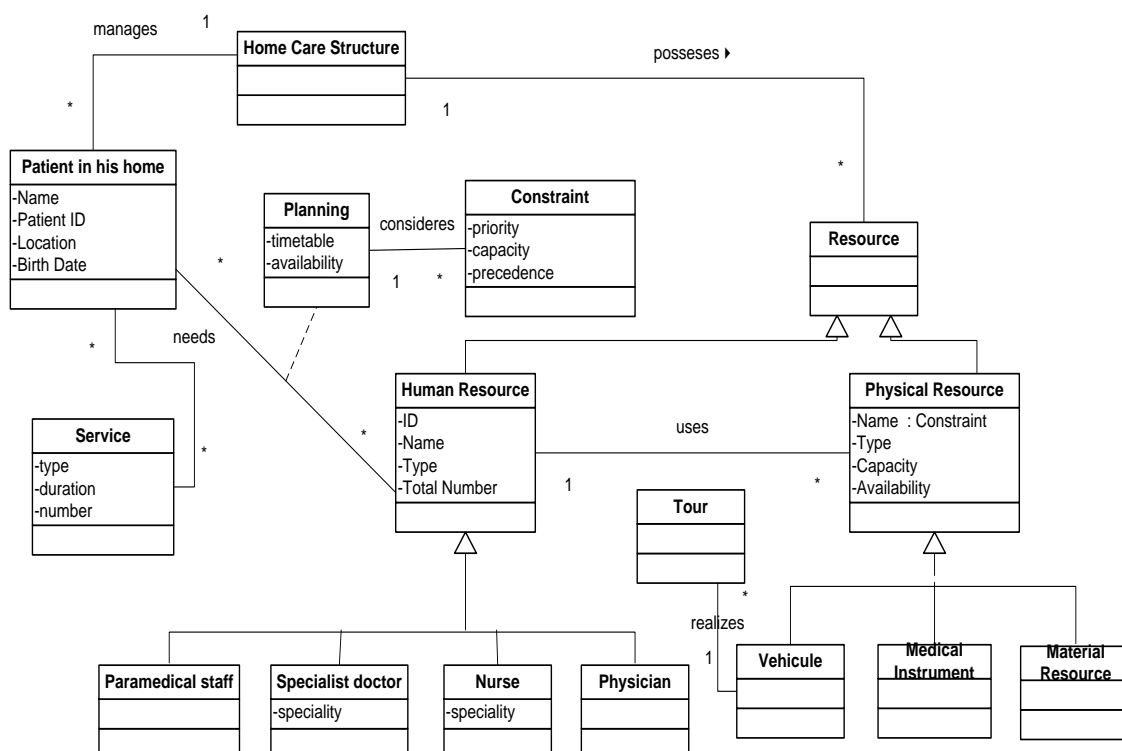 manages
1
Home Care Structure
posseses
1
*
*
Patient in his home
-Name
-Patient ID
-Location
-Birth Date
Planning
-timetable
-availability
consideres
1
*
Constraint
-priority
-capacity
-precedence
Resource
*
needs
*
*
*
Service
-type
-duration
-number
Human Resource
-ID
-Name
-Type
-Total Number
uses
1
*
Physical Resource
-Name : Constraint
-Type
-Capacity
-Availability
Tour
*
realizes
1
Paramedical staff
Specialist doctor
-speciality
Nurse
-speciality
Physician
Vehicule
Medical
Instrument
Material
Resource